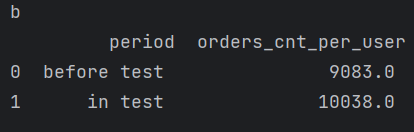 b
period orders_cnt_per_user
0 before test 9083.0
1 in test 10038.0